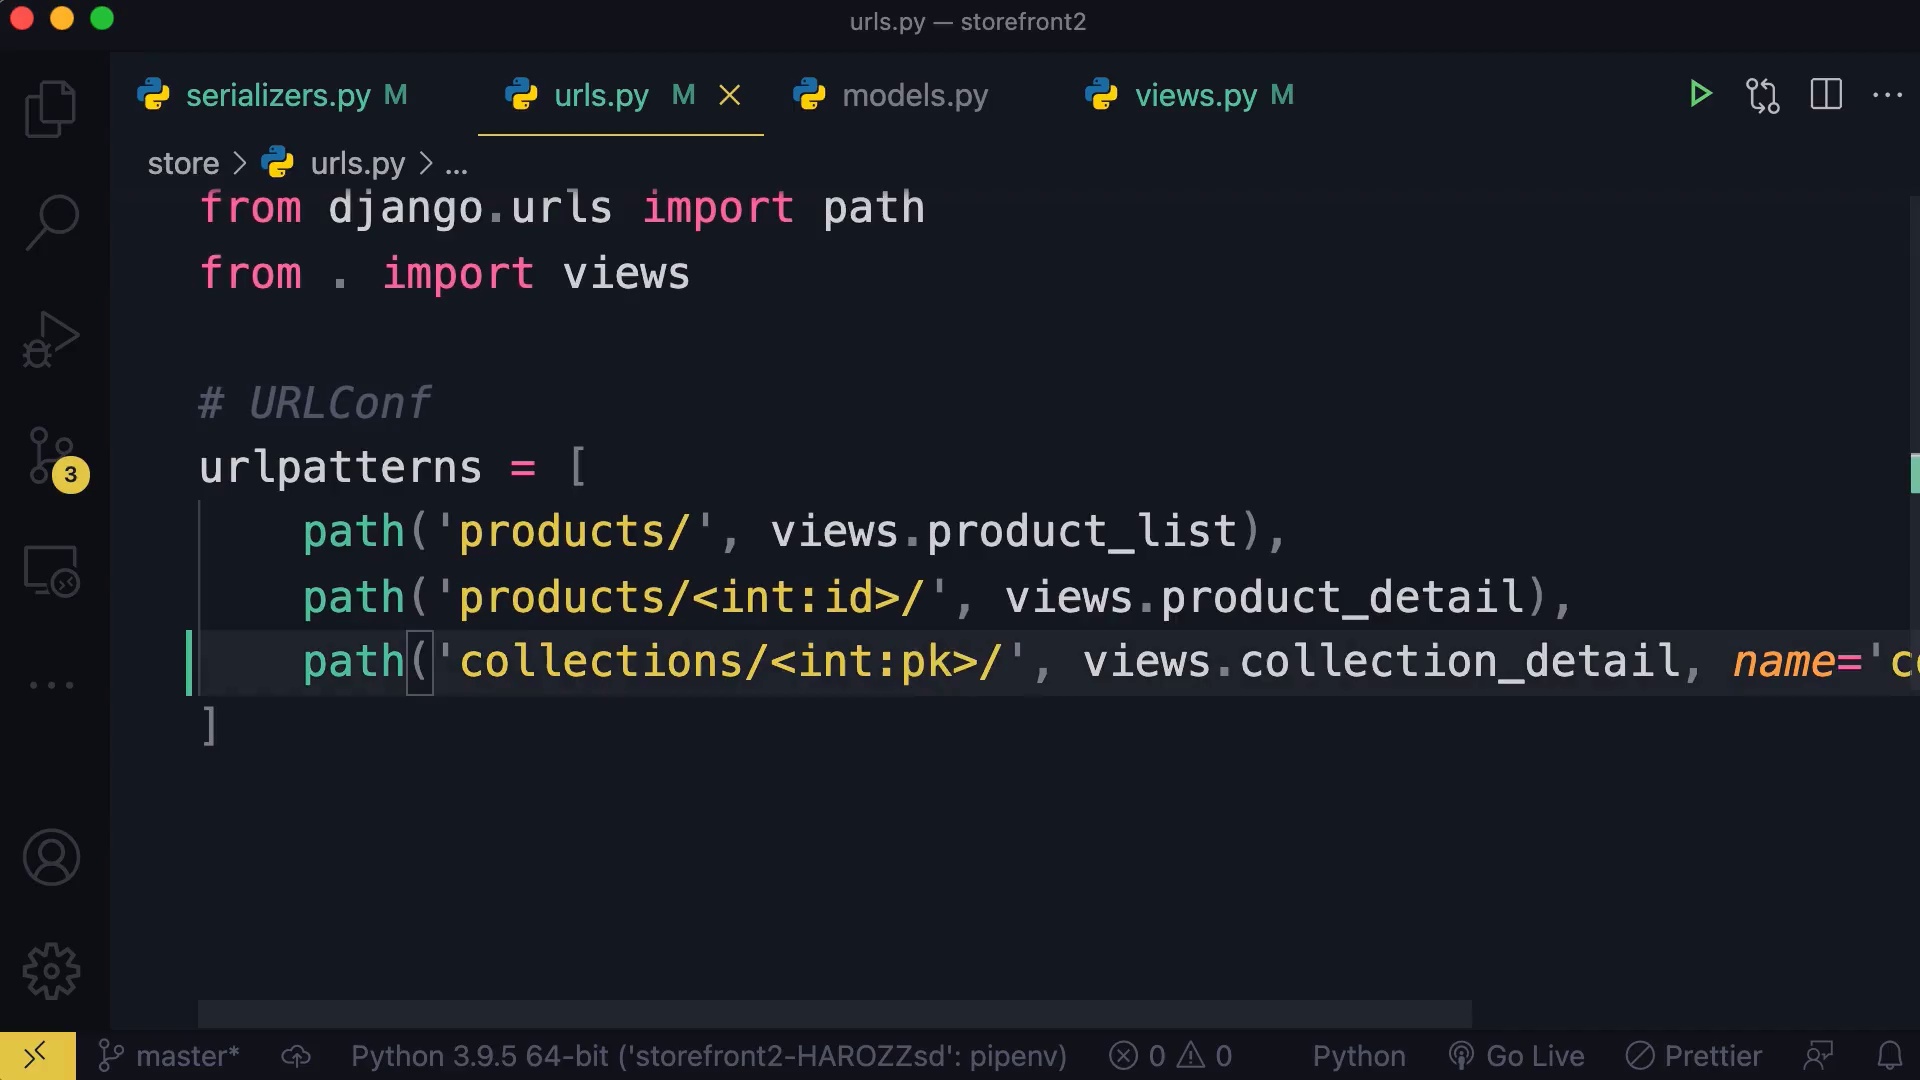 urls.py — storefront2
serializers.py M urls.py M models.py views.py M
store > urls.py > ...
from django.urls import path
from . import views
# URLConf
urlpatterns = [
path('products/', views.product_list),
path('products/<int:id>/', views.product_detail),
path('collections/<int:pk>/', views.collection_detail, name='c
]
3
master* Python 3.9.5 64-bit ('storefront2-HAROZZsd': pipenv) 0 0 Python Go Live Prettier